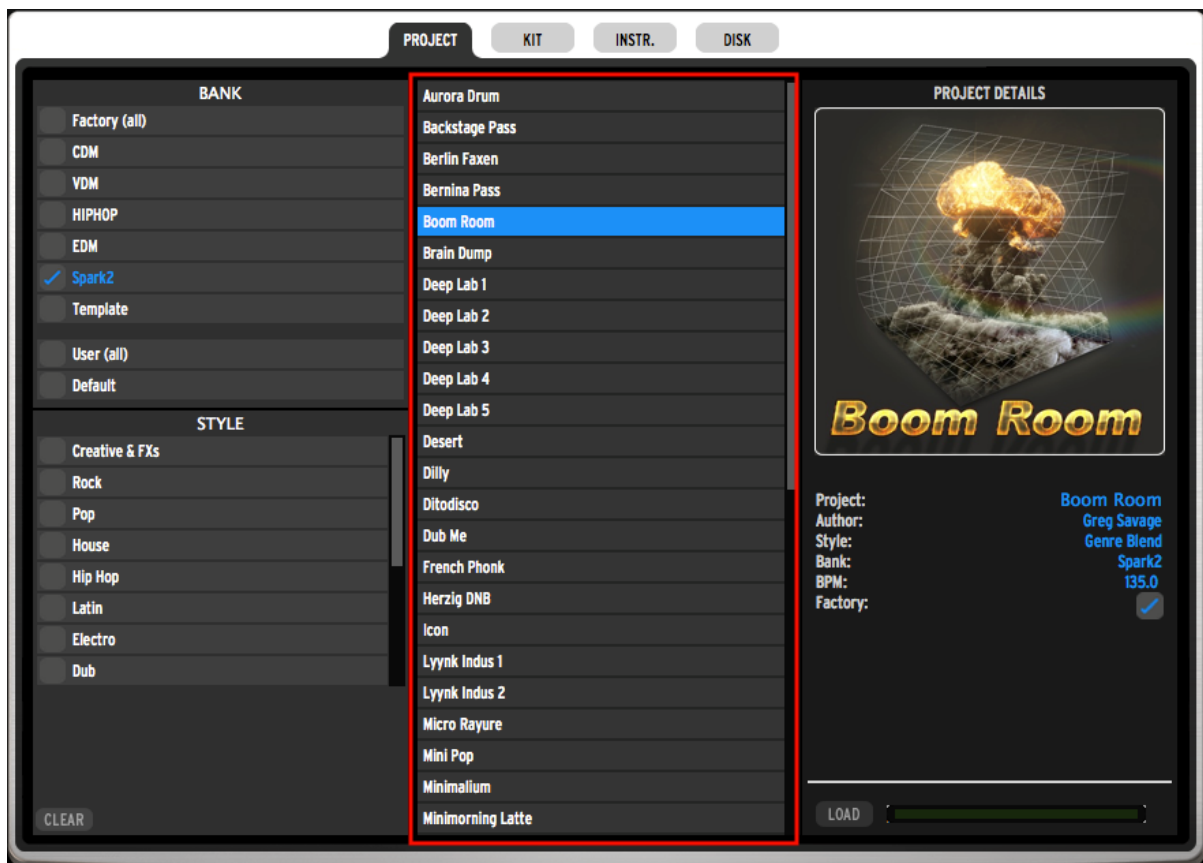 PROJECT KIT INSTR. DISK
BANK
Factory (all)
CDM
VDM
HIPHOP
EDM
Spark2
Template
User (all)
Default
STYLE
Creative & FXs
Rock
Pop
House
Hip Hop
Latin
Electro
Dub
CLEAR
Aurora Drum
Backstage Pass
Berlin Faxen
Bernina Pass
Boom Room
Brain Dump
Deep Lab 1
Deep Lab 2
Deep Lab 3
Deep Lab 4
Deep Lab 5
Desert
Dilly
Ditodisco
Dub Me
French Phonk
Herzig DNB
Icon
Lyynk Indus 1
Lyynk Indus 2
Micro Rayure
Mini Pop
Minimalium
Minimorning Latte
PROJECT DETAILS
Boom Room
Project: Boom Room
Author: Greg Savage
Style: Genre Blend
Bank: Spark2
BPM: 135.0
Factory:
LOAD